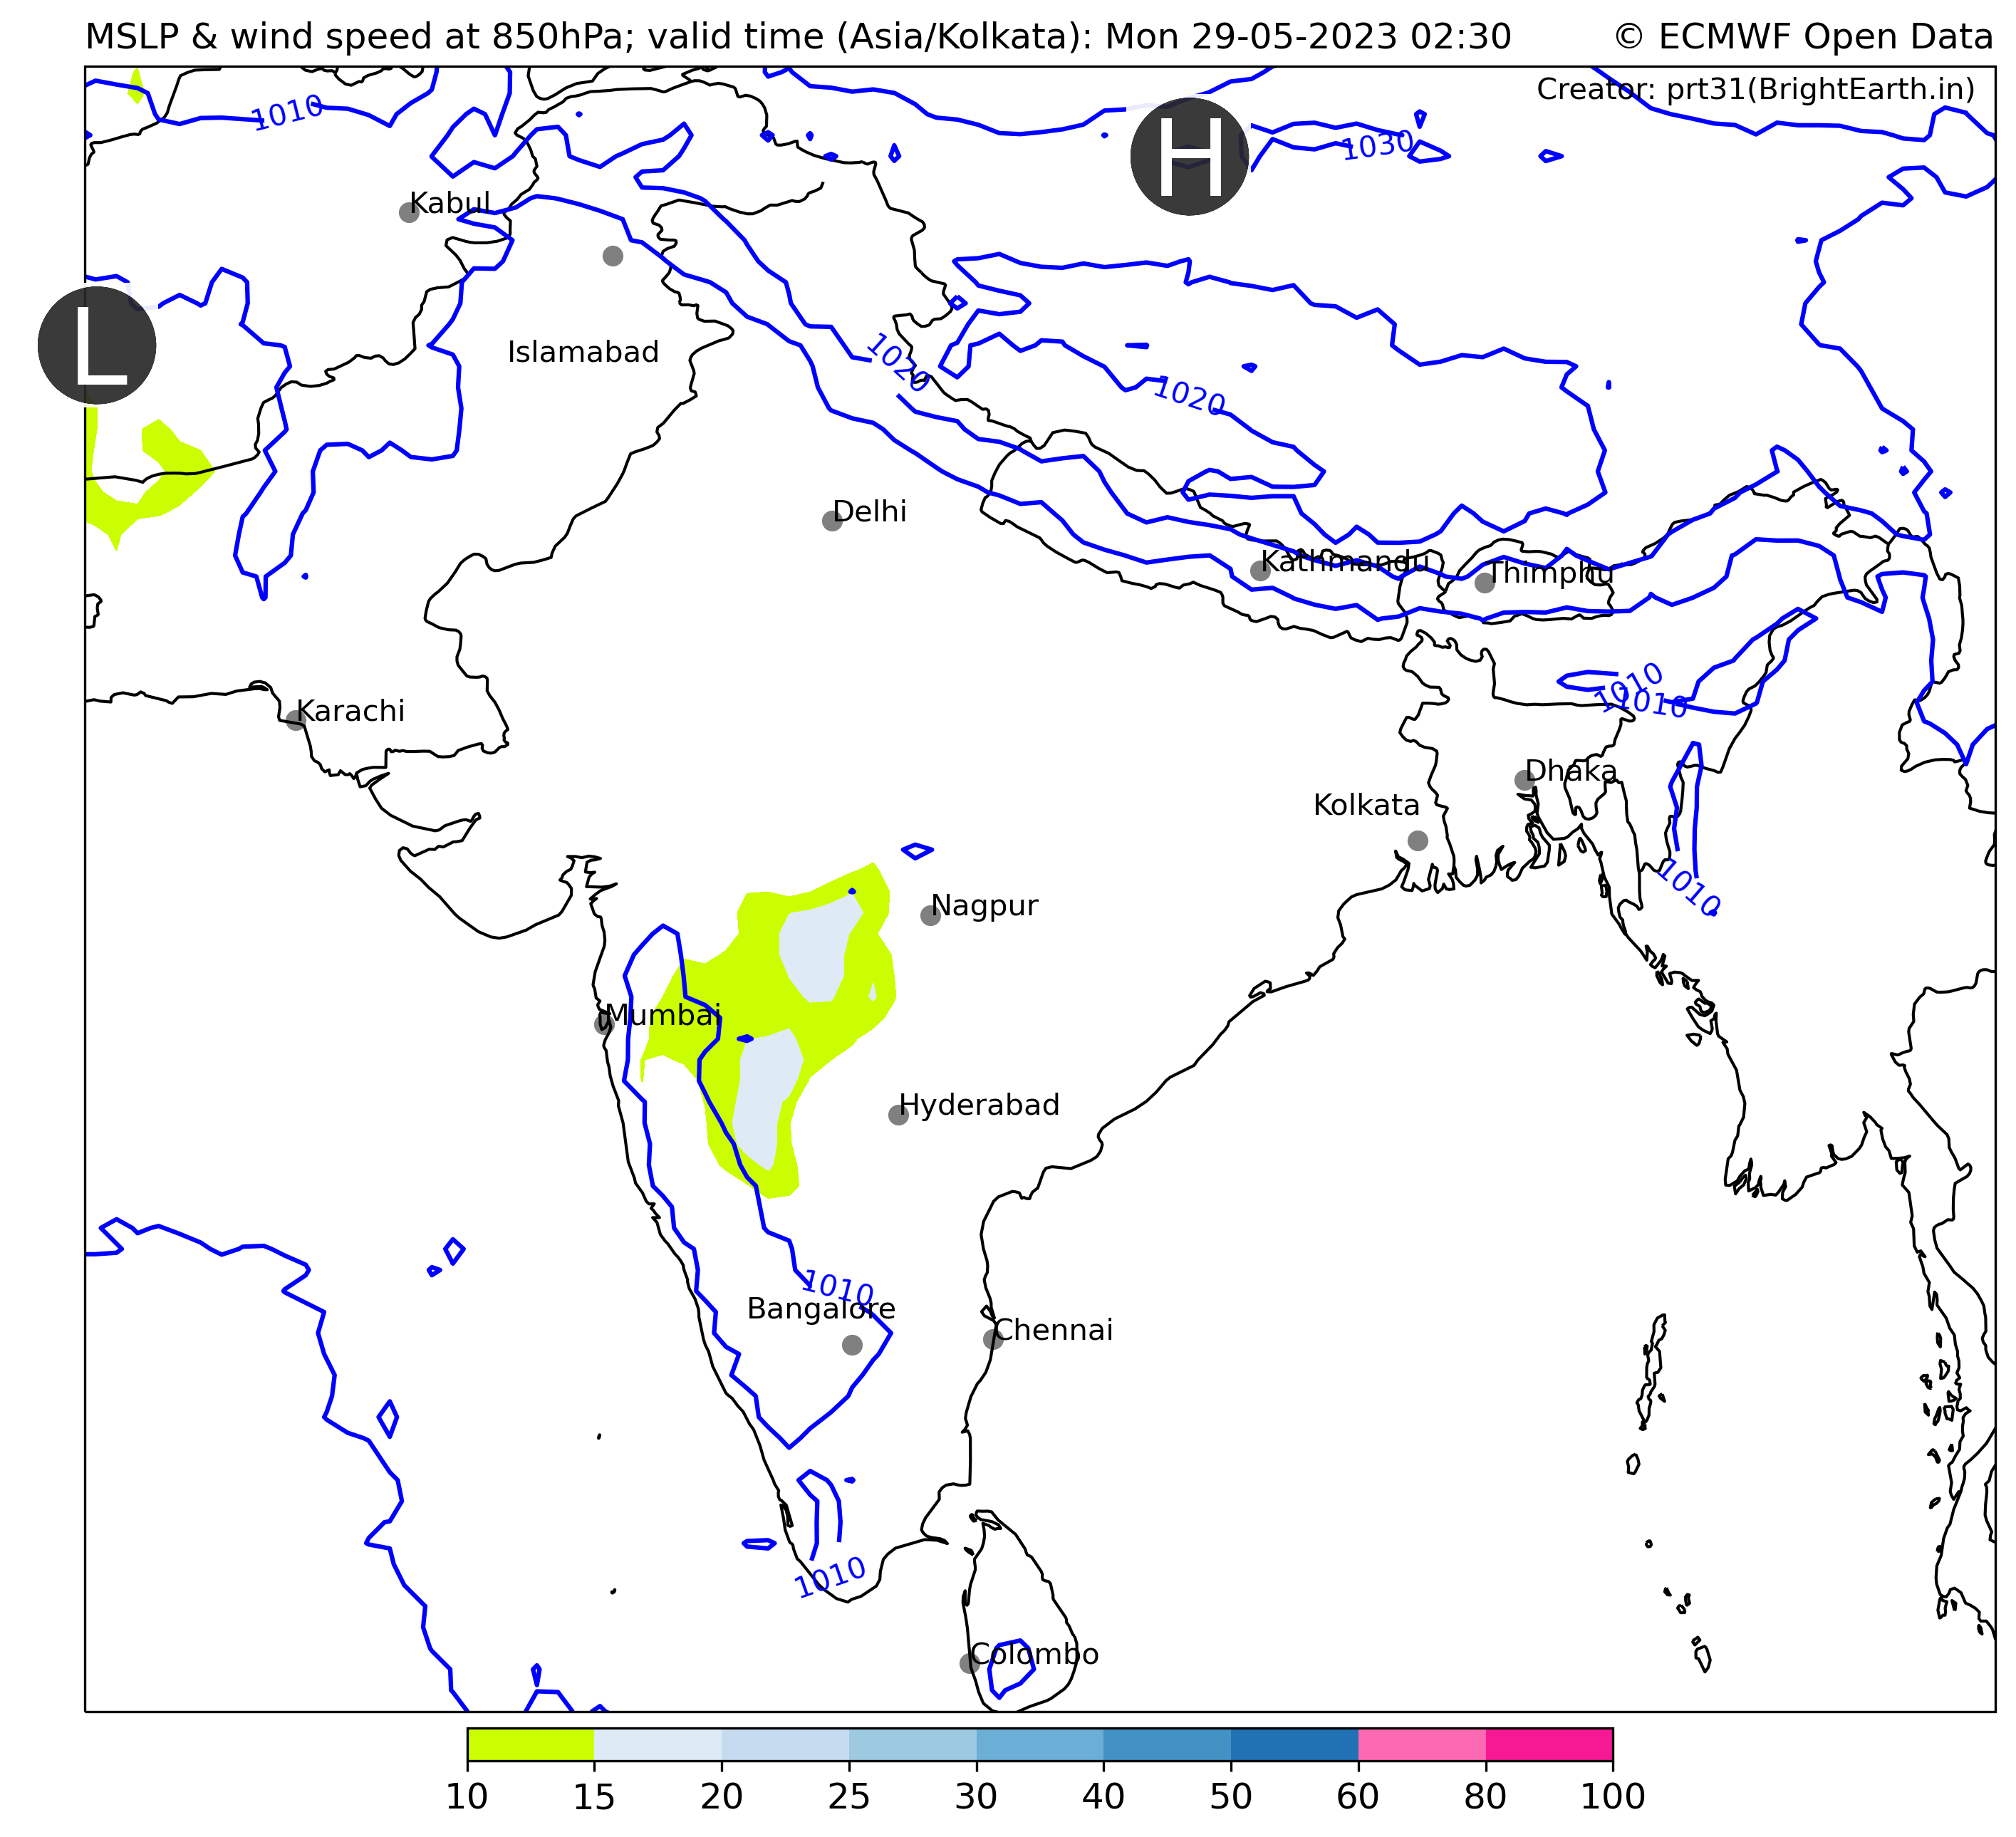 MSLP & wind speed at 850hPa; valid time (Asia/Kolkata): Mon 29-05-2023 02:30
© ECMWF Open Data
Creator: prt31(BrightEarth.in)
1010
H
1030
Kabul
L
Islamabad
1020
1020
Delhi
Kathmandu
Thimphu
1010
1010
Karachi
Dhaka
Kolkata
1010
Nagpur
Mumbai
Hyderabad
1010
Bangalore
Chennai
1010
Colombo
10 15 20 25 30 40 50 60 80 100